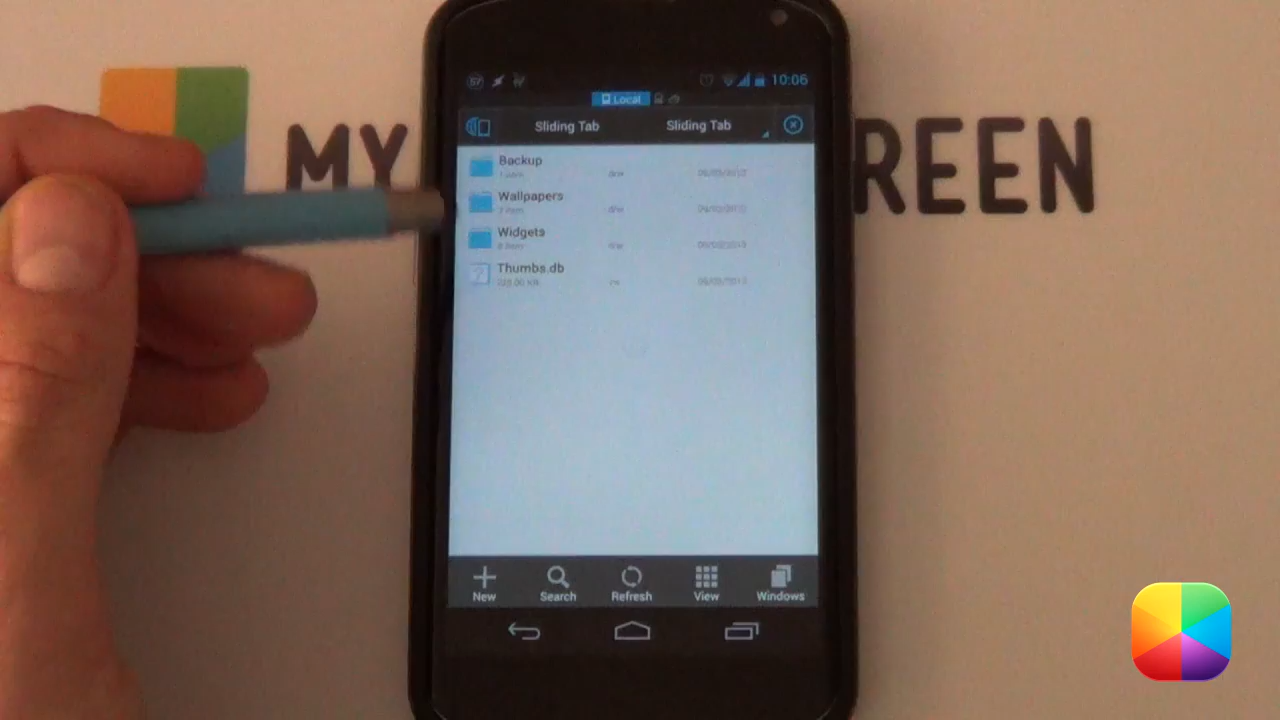 57
10:06
Local
Sliding Tab
Sliding Tab
Backup
Wallpapers
Widgets
Thumbs.db
New
Search
Refresh
View
Windows
MY
REEN